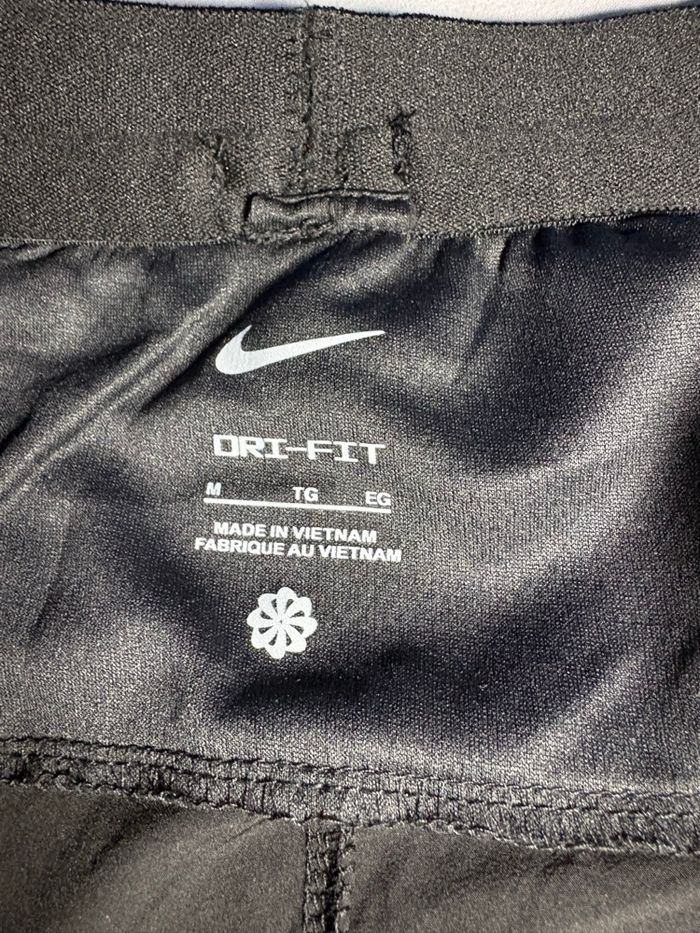 DRI-FIT
M TG EG
MADE IN VIETNAM
FABRIQUE AU VIETNAM